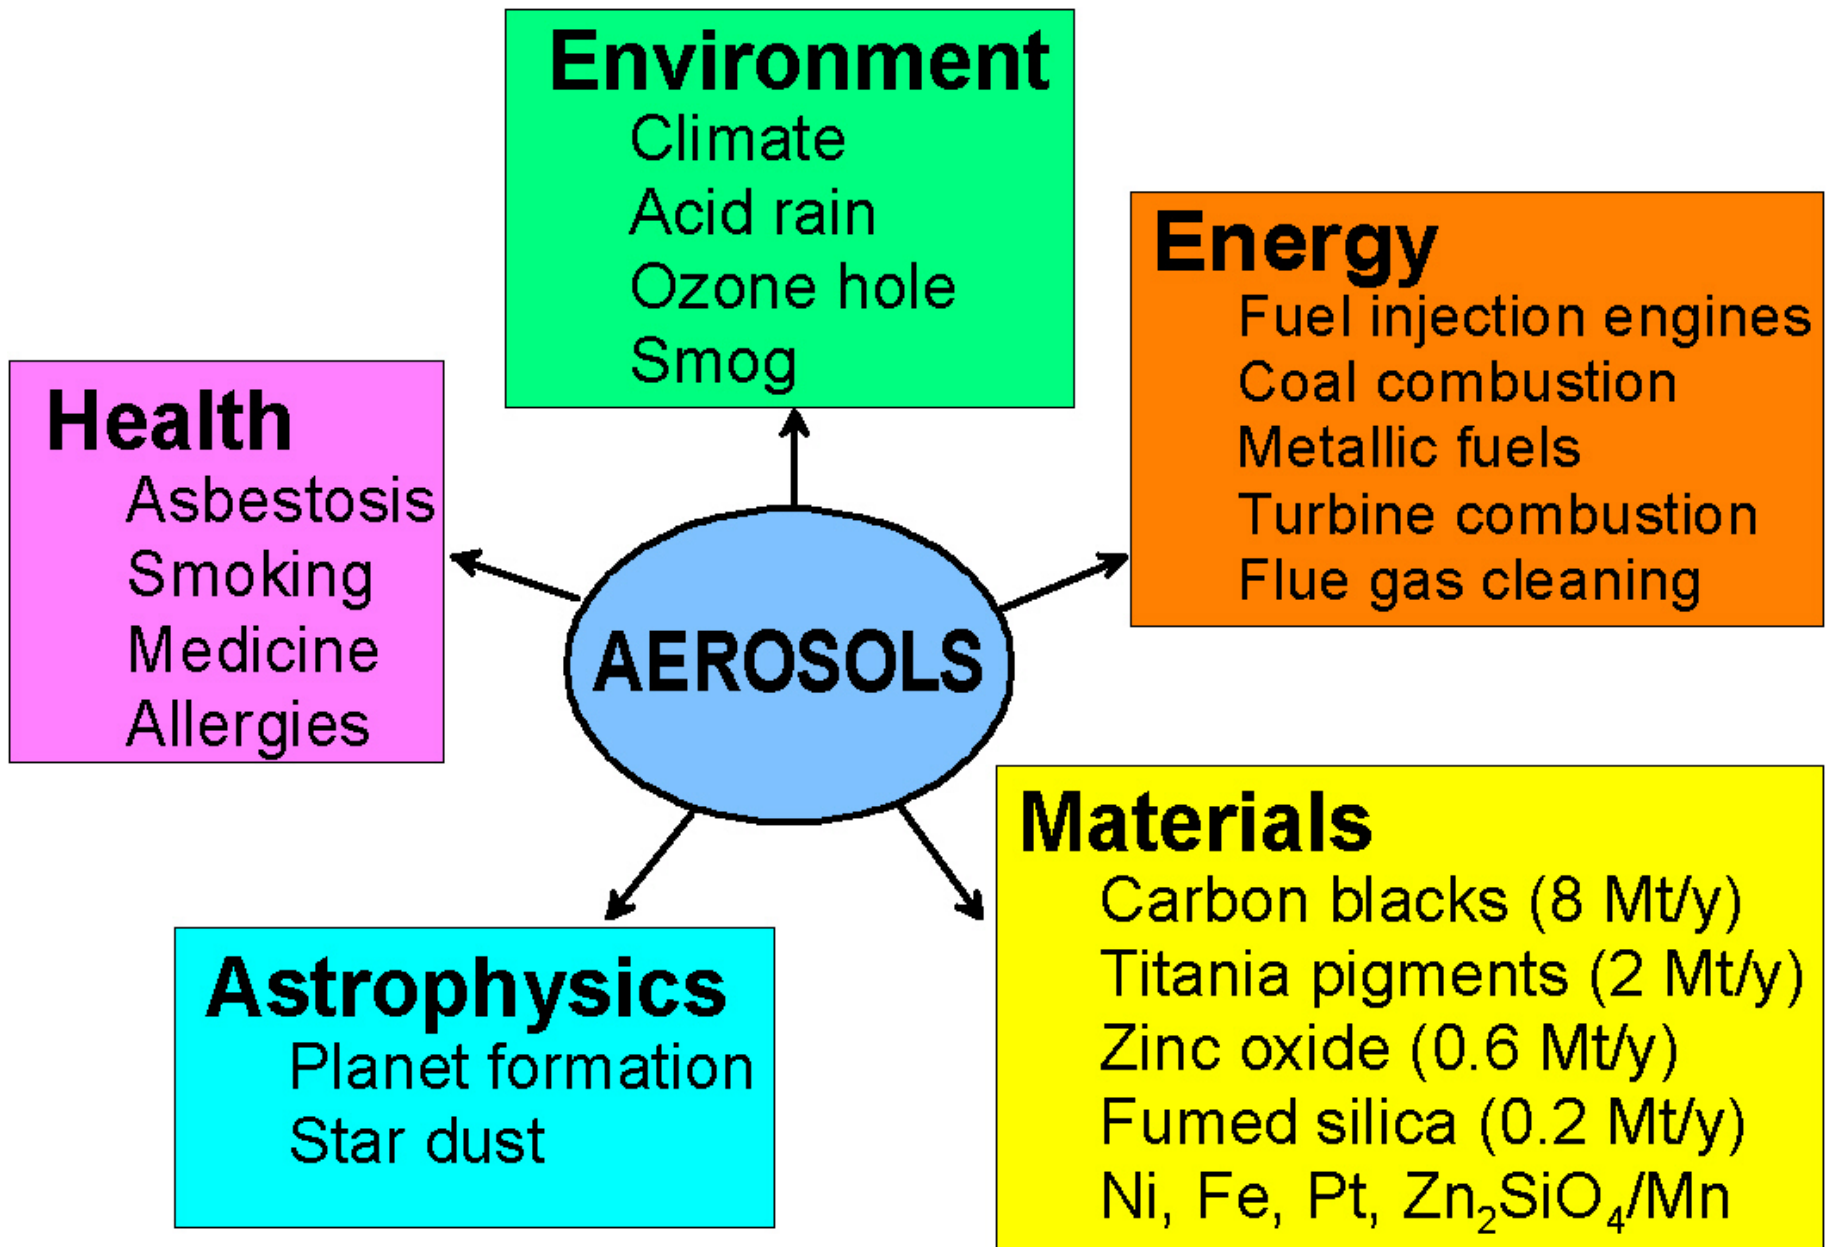 Environment
Climate
Acid rain
Ozone hole
Smog
Energy
Fuel injection engines
Coal combustion
Metallic fuels
Turbine combustion
Flue gas cleaning
Health
Asbestosis
Smoking
Medicine
Allergies
AEROSOLS
Materials
Carbon blacks (8 Mt/y)
Titania pigments (2 Mt/y)
Zinc oxide (0.6 Mt/y)
Fumed silica (0.2 Mt/y)
Ni, Fe, Pt, Zn₂SiO₄/Mn
Astrophysics
Planet formation
Star dust